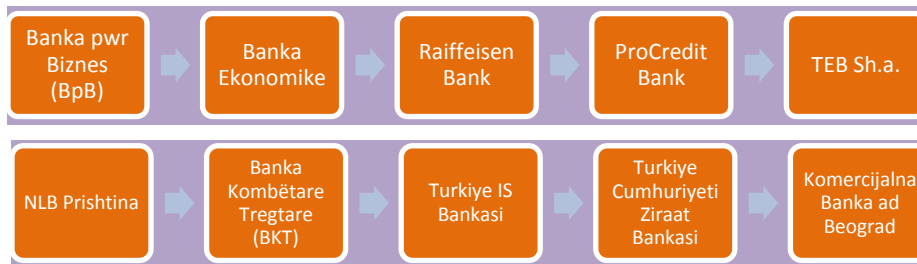 Banka pwr
Biznes
(BpB)
Banka
Ekonomike
Raiffeisen
Bank
ProCredit
Bank
TEB Sh.a.
NLB Prishtina
Banka
Kombëtare
Tregtare
(BKT)
Turkiye IS
Bankasi
Turkiye
Cumhuriyeti
Ziraat
Bankasi
Komercijalna
Banka ad
Beograd